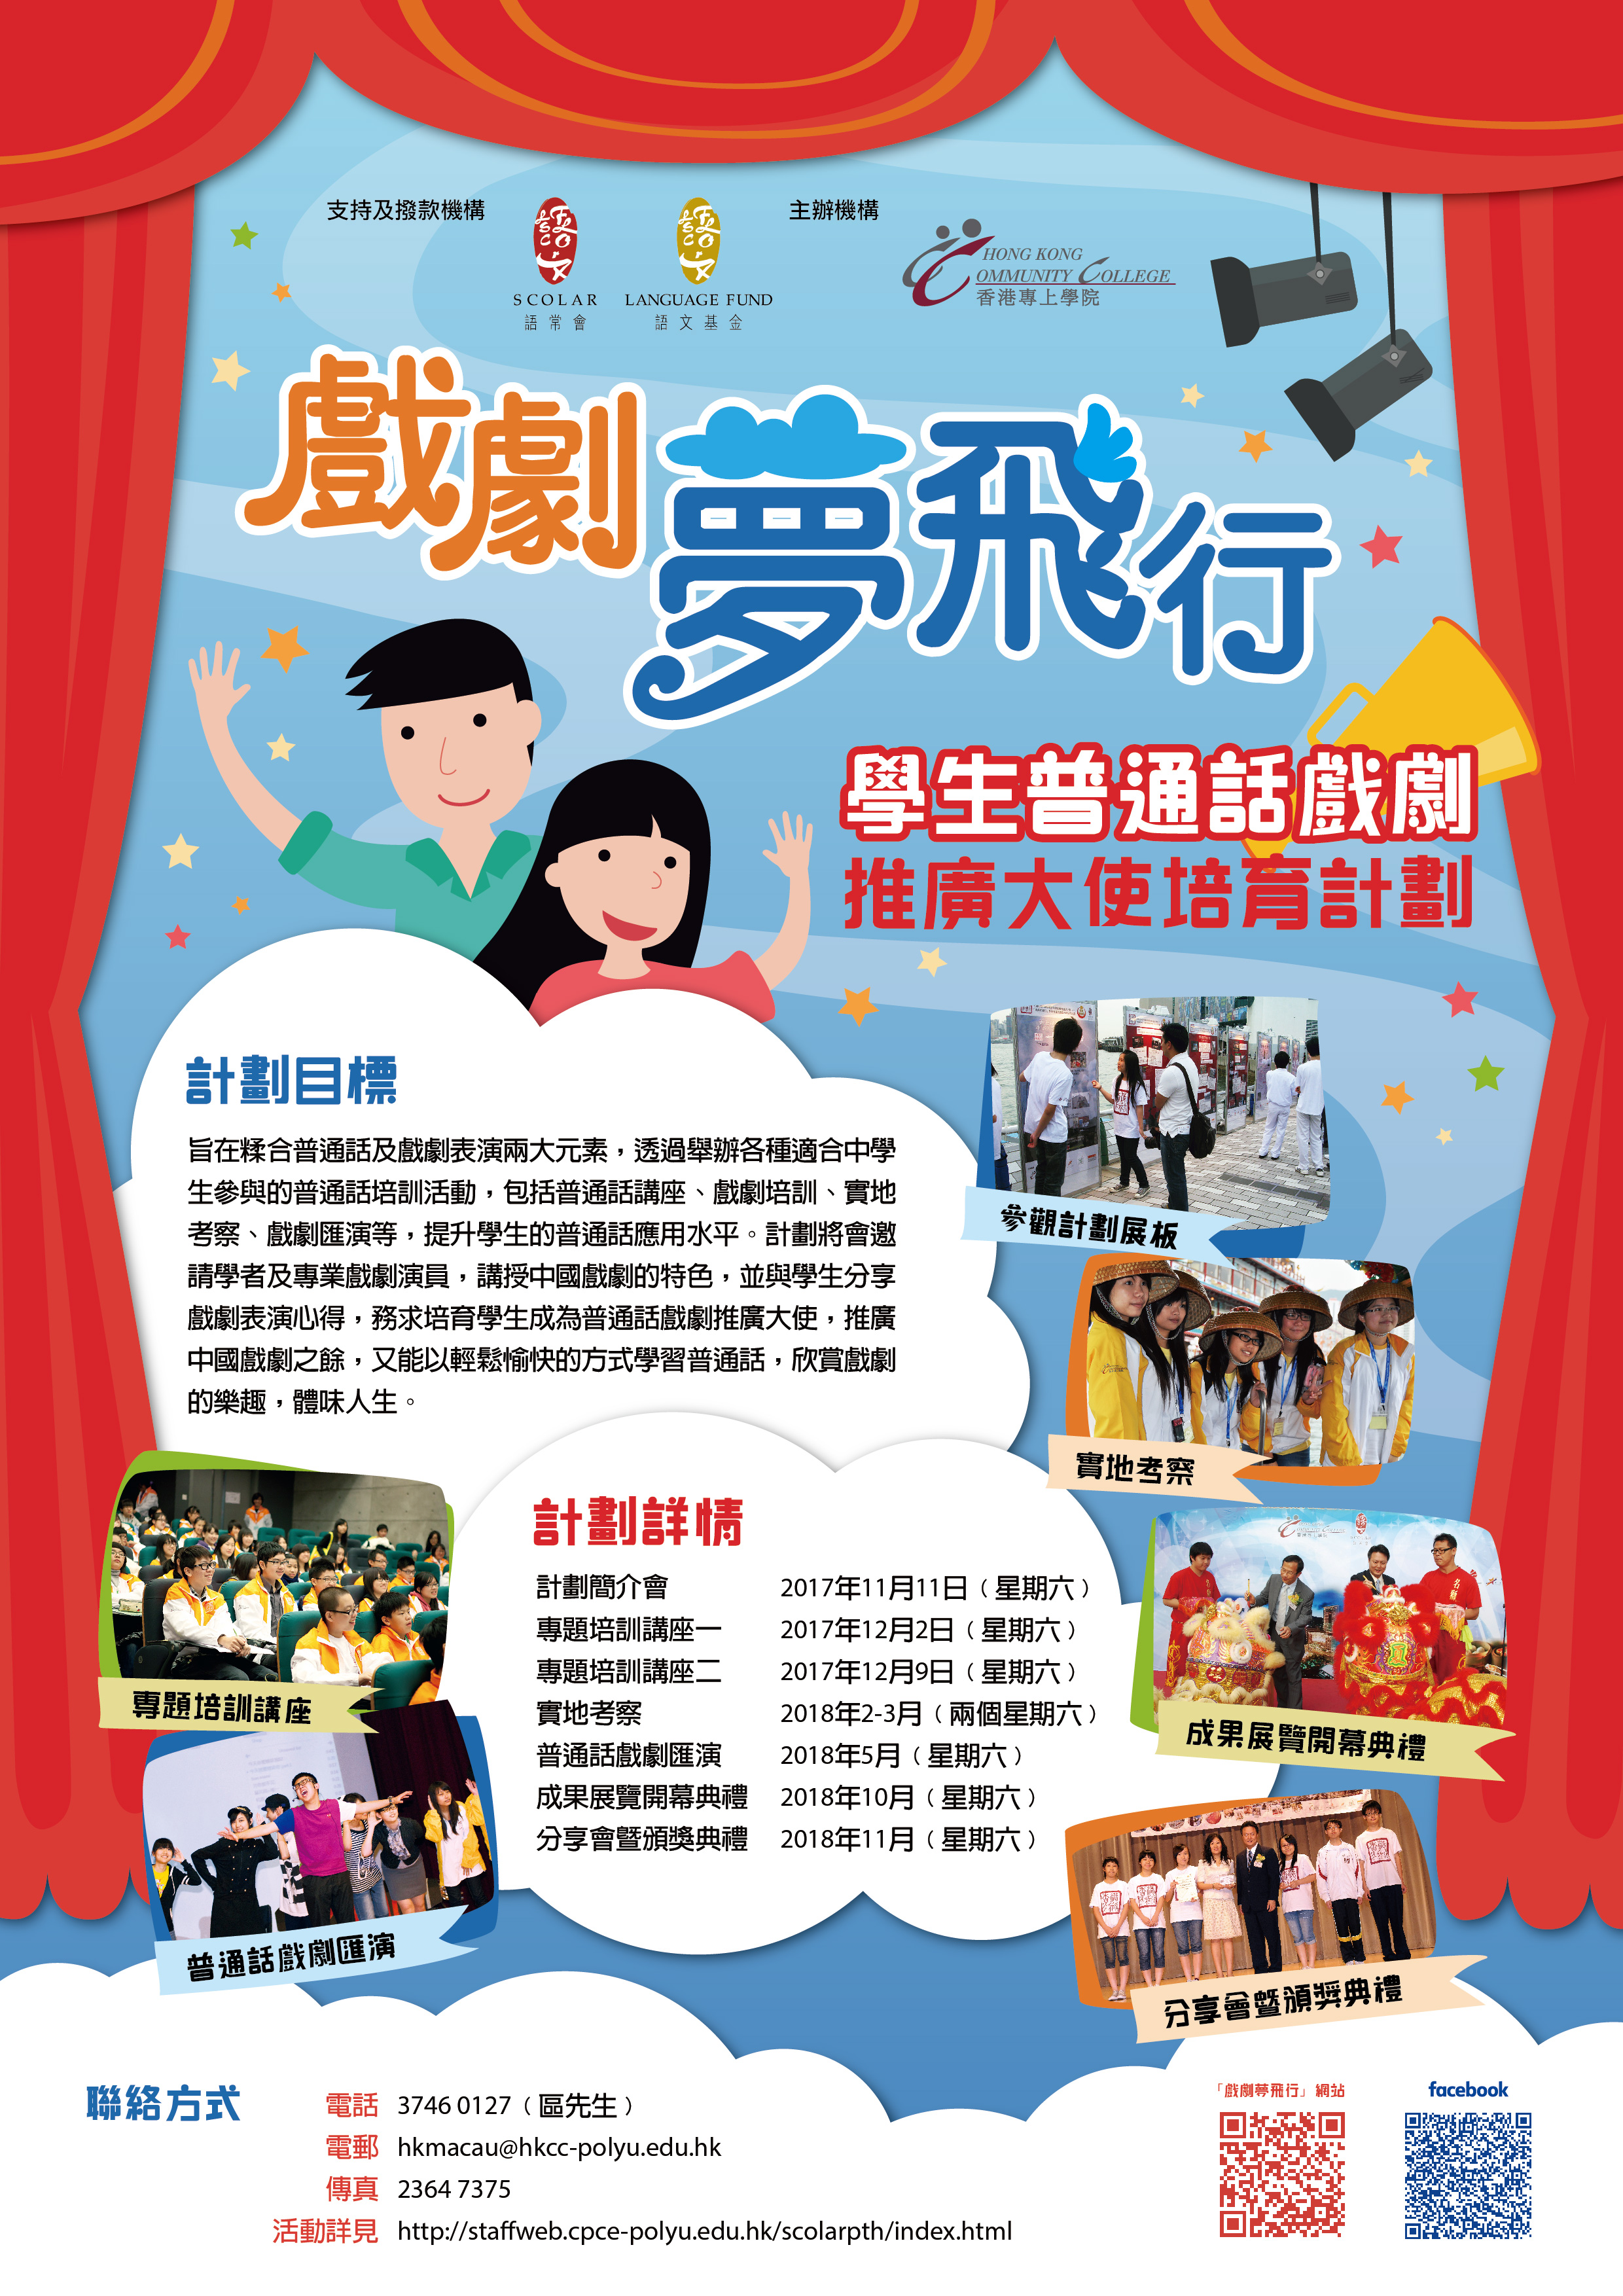 支持及撥款機構
SCOLAR
語常會
LANGUAGE FUND
語文基金
主辦機構
HONG KONG
COMMUNITY COLLEGE
香港專上學院
戲劇夢飛行
學生普通話戲劇
推廣大使培育計劃
計劃目標
旨在糅合普通話及戲劇表演兩大元素，透過舉辦各種適合中學
生參與的普通話培訓活動，包括普通話講座、戲劇培訓、實地
考察、戲劇匯演等，提升學生的普通話應用水平。計劃將會邀
請學者及專業戲劇演員，講授中國戲劇的特色，並與學生分享
戲劇表演心得，務求培育學生成為普通話戲劇推廣大使，推廣
中國戲劇之餘，又能以輕鬆愉快的方式學習普通話，欣賞戲劇
的樂趣，體味人生。
參觀計劃展板
實地考察
專題培訓講座
普通話戲劇匯演
成果展覽開幕典禮
分享會暨頒獎典禮
計劃詳情
計劃簡介會 2017年11月11日（星期六）
專題培訓講座一 2017年12月2日（星期六）
專題培訓講座二 2017年12月9日（星期六）
實地考察 2018年2-3月（兩個星期六）
普通話戲劇匯演 2018年5月（星期六）
成果展覽開幕典禮 2018年10月（星期六）
分享會暨頒獎典禮 2018年11月（星期六）
聯絡方式
電話 3746 0127（區先生）
電郵 hkmacau@hkcc-polyu.edu.hk
傳真 2364 7375
活動詳見 http://staffweb.cpce-polyu.edu.hk/scolarpth/index.html
「戲劇夢飛行」網站
facebook